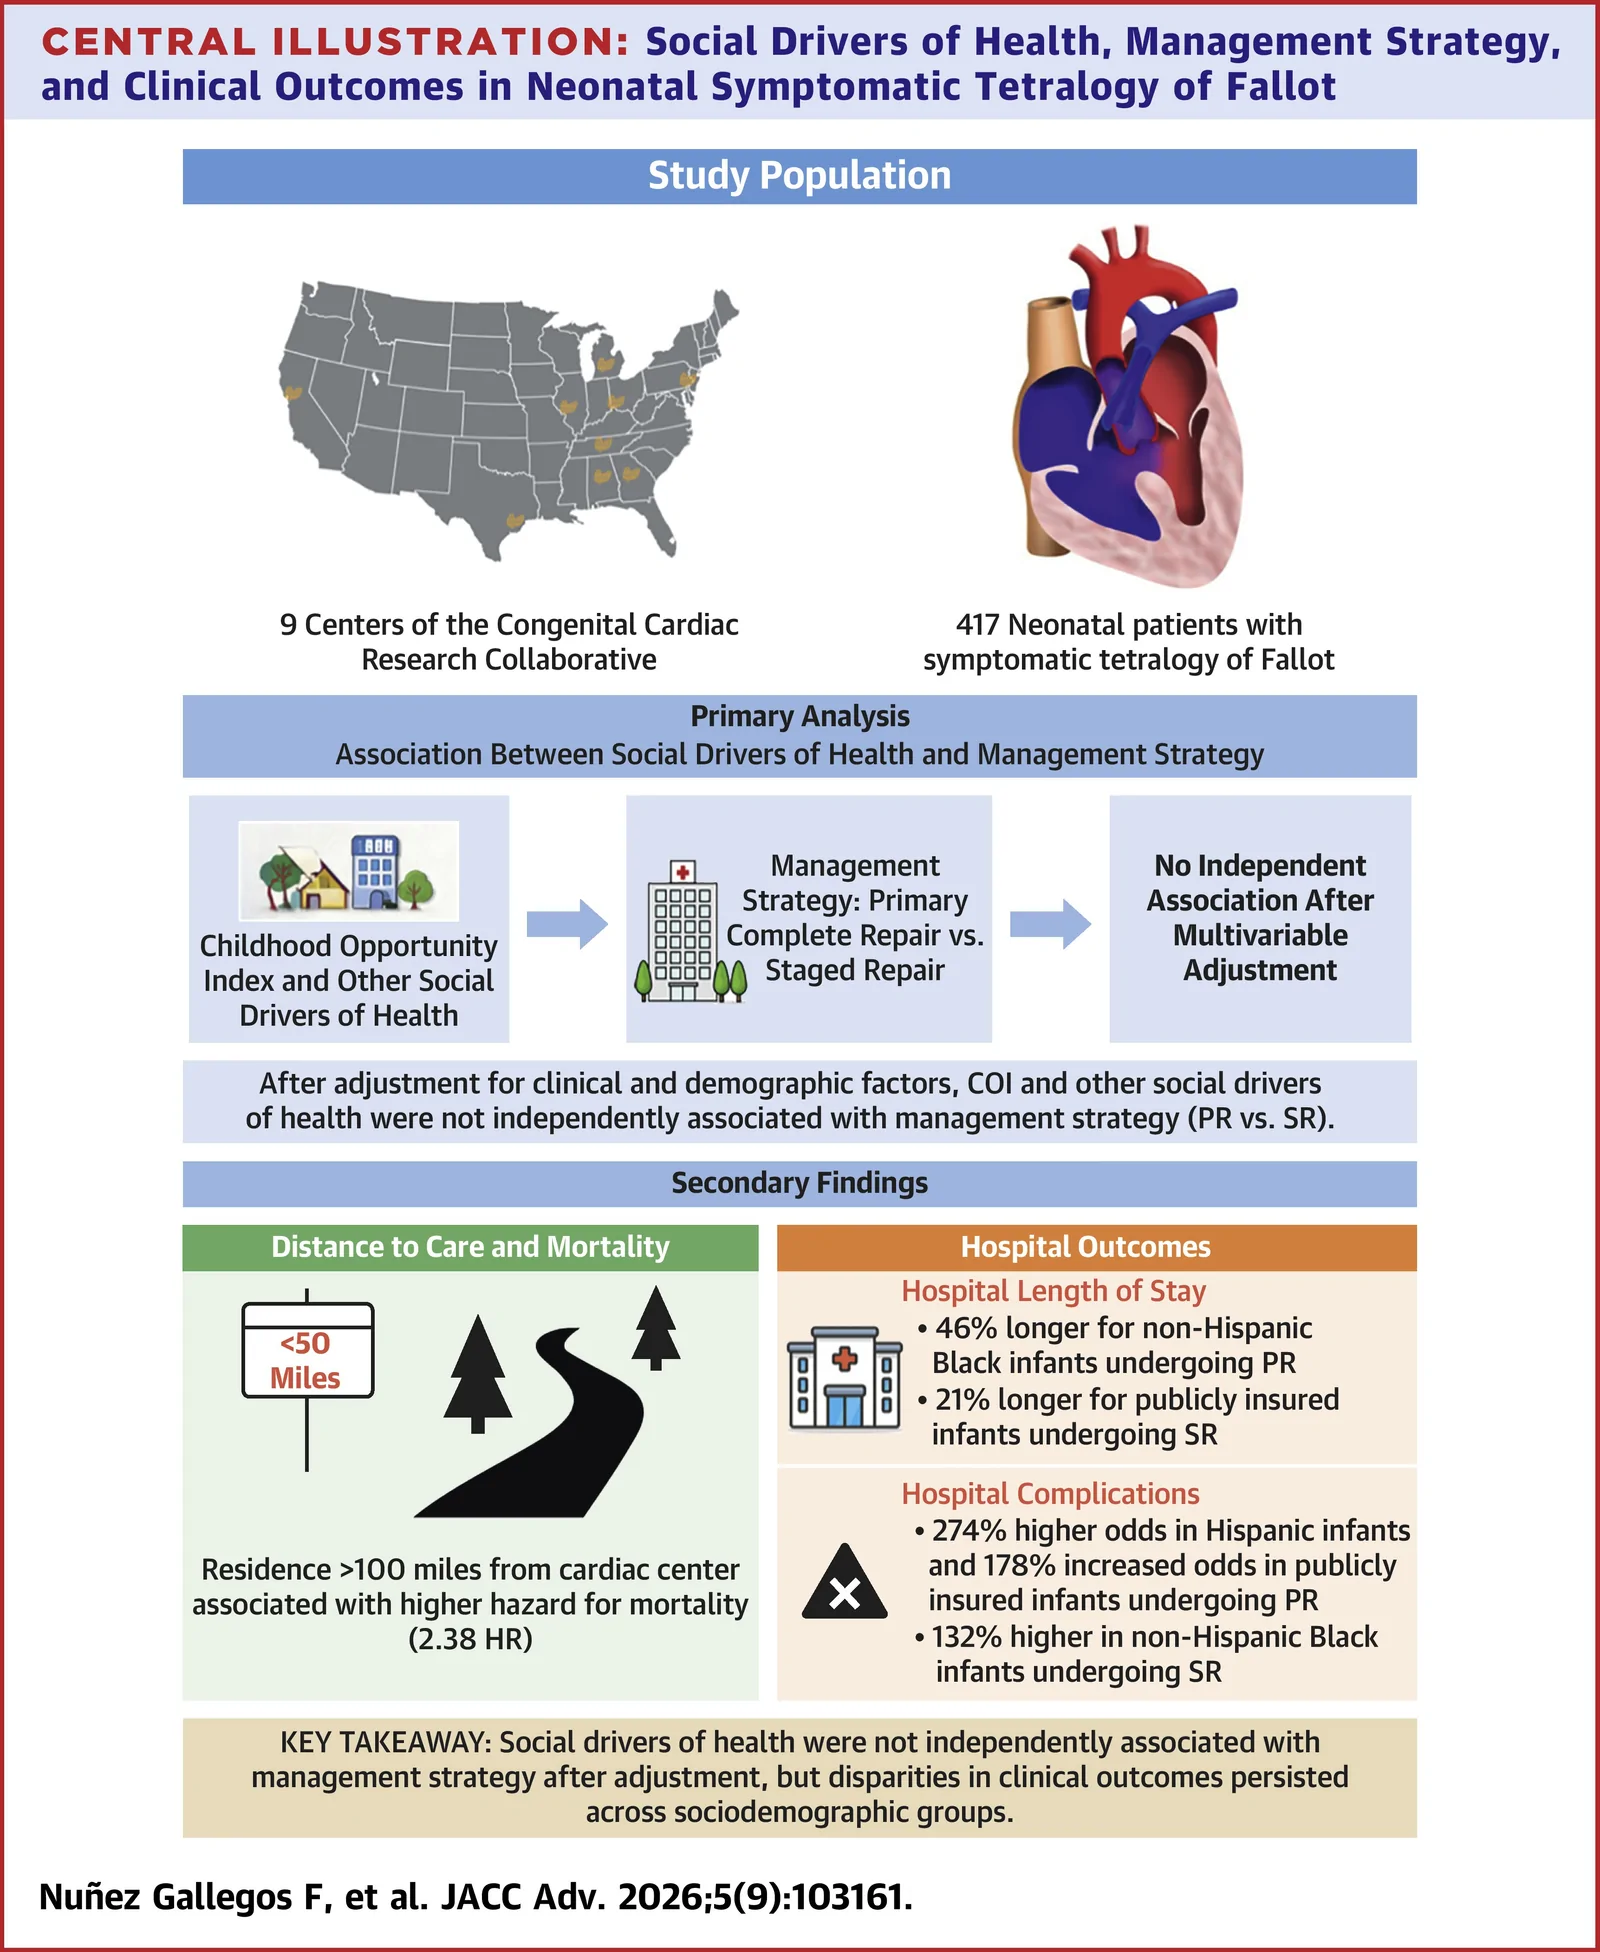 CENTRAL ILLUSTRATION: Social Drivers of Health, Management Strategy,
and Clinical Outcomes in Neonatal Symptomatic Tetralogy of Fallot
Study Population
9 Centers of the Congenital Cardiac
Research Collaborative
417 Neonatal patients with
symptomatic tetralogy of Fallot
Primary Analysis
Association Between Social Drivers of Health and Management Strategy
Childhood Opportunity
Index and Other Social
Drivers of Health
Management
Strategy: Primary
Complete Repair vs.
Staged Repair
No Independent
Association After
Multivariable
Adjustment
After adjustment for clinical and demographic factors, COI and other social drivers
of health were not independently associated with management strategy (PR vs. SR).
Secondary Findings
Distance to Care and Mortality
<50
Miles
Residence >100 miles from cardiac center
associated with higher hazard for mortality
(2.38 HR)
Hospital Outcomes
Hospital Length of Stay
• 46% longer for non-Hispanic
Black infants undergoing PR
• 21% longer for publicly insured
infants undergoing SR
Hospital Complications
• 274% higher odds in Hispanic infants
and 178% increased odds in publicly
insured infants undergoing PR
• 132% higher in non-Hispanic Black
infants undergoing SR
KEY TAKEAWAY: Social drivers of health were not independently associated with
management strategy after adjustment, but disparities in clinical outcomes persisted
across sociodemographic groups.
Nuñez Gallegos F, et al. JACC Adv. 2026;5(9):103161.